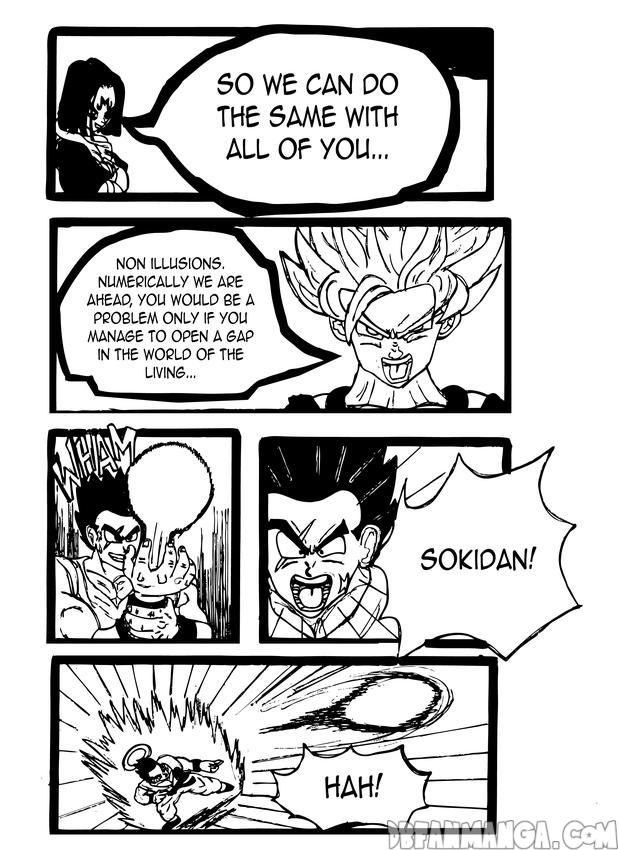 SO WE CAN DO
THE SAME WITH
ALL OF YOU...
NON ILLUSIONS.
NUMERICALLY WE ARE
AHEAD, YOU WOULD BE A
PROBLEM ONLY IF YOU
MANAGE TO OPEN A GAP
IN THE WORLD OF THE
LIVING...
WHAM
SOKIDAN!
HAH!
DBFANMANGA.COM